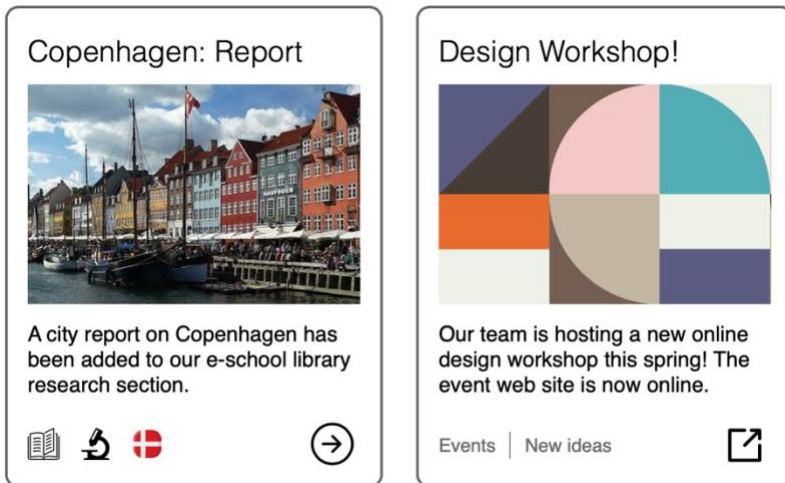 Copenhagen: Report
A city report on Copenhagen has
been added to our e-school library
research section.
Design Workshop!
Our team is hosting a new online
design workshop this spring! The
event web site is now online.
Events | New ideas